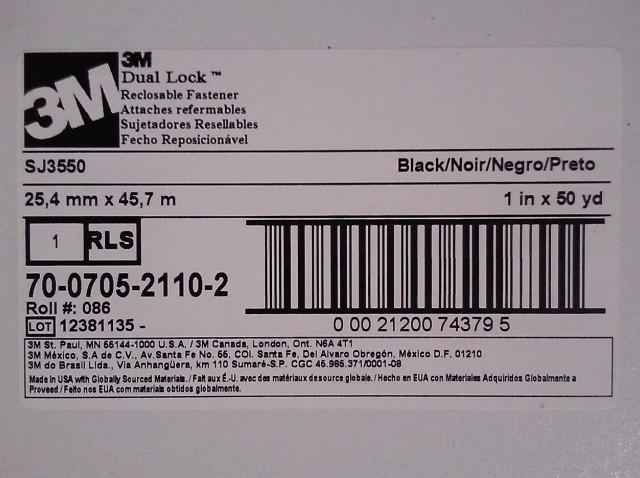 3M
3M
Dual Lock™
Reclosable Fastener
Attaches refermables
Sujetadores Resellables
Fecho Reposicionável
SJ3550 Black/Noir/Negro/Preto
25,4 mm x 45,7 m 1 in x 50 yd
1 RLS
70-0705-2110-2
Roll #: 086
LOT 12381135 -
0 00 21200 74379 5
3M St. Paul, MN 55144-1000 U.S.A. / 3M Canada, London, Ont. N6A 4T1
3M México, S.A de C.V., Av.Santa Fe No. 55, COl. Santa Fe, Del Alvaro Obregón, México D.F. 01210
3M do Brasil Ltda., Via Anhangüera, km 110 Sumaré-S.P. CGC 45.985.371/0001-08
Made in USA with Globally Sourced Materials. / Fait aux É.-U. avec des matériaux de source globale. / Hecho en EUA con Materiales Adquiridos Globalmente a
Proveed / Feito nos EUA com materiais obtidos globalmente.